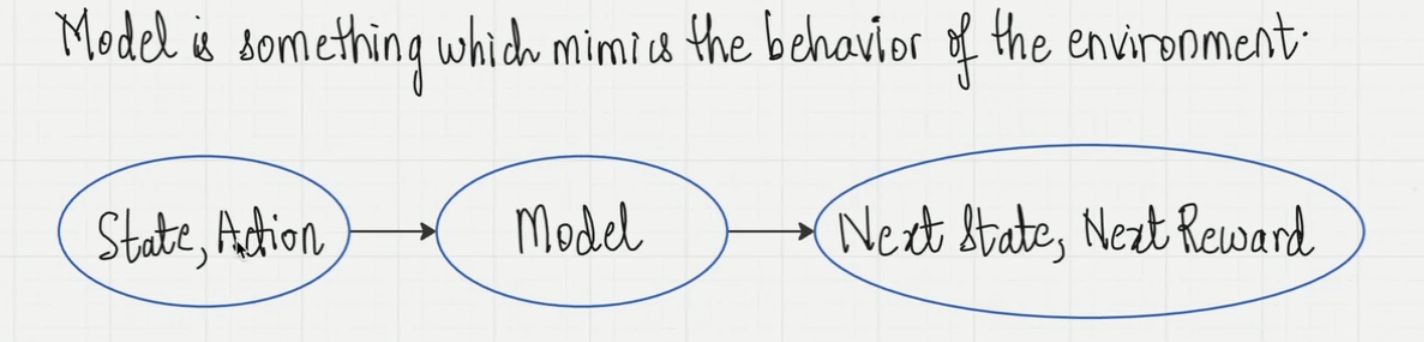 Model is something which mimics the behavior of the environment.
State, Action
Model
Next State, Next Reward